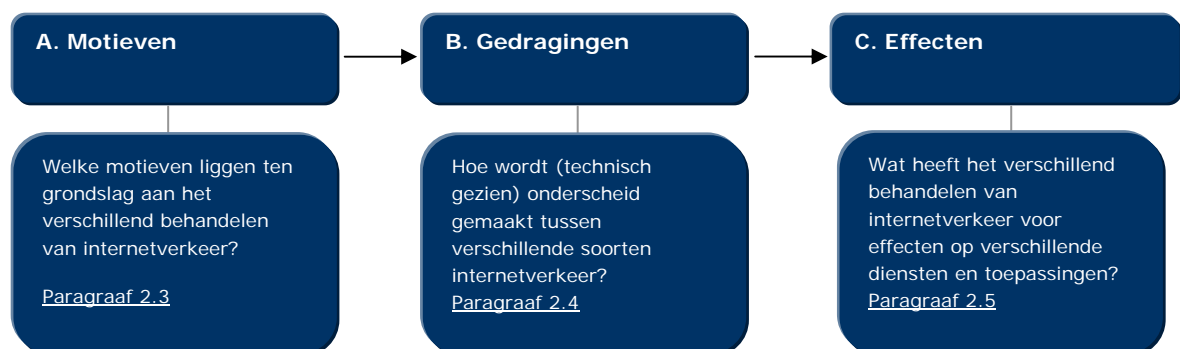 A. Motieven
B. Gedragingen
C. Effecten
Welke motieven liggen ten
grondslag aan het
verschillend behandelen
van internetverkeer?
Paragraaf 2.3
Hoe wordt (technisch
gezien) onderscheid
gemaakt tussen
verschillende soorten
internetverkeer?
Paragraaf 2.4
Wat heeft het verschillend
behandelen van
internetverkeer voor
effecten op verschillende
diensten en toepassingen?
Paragraaf 2.5